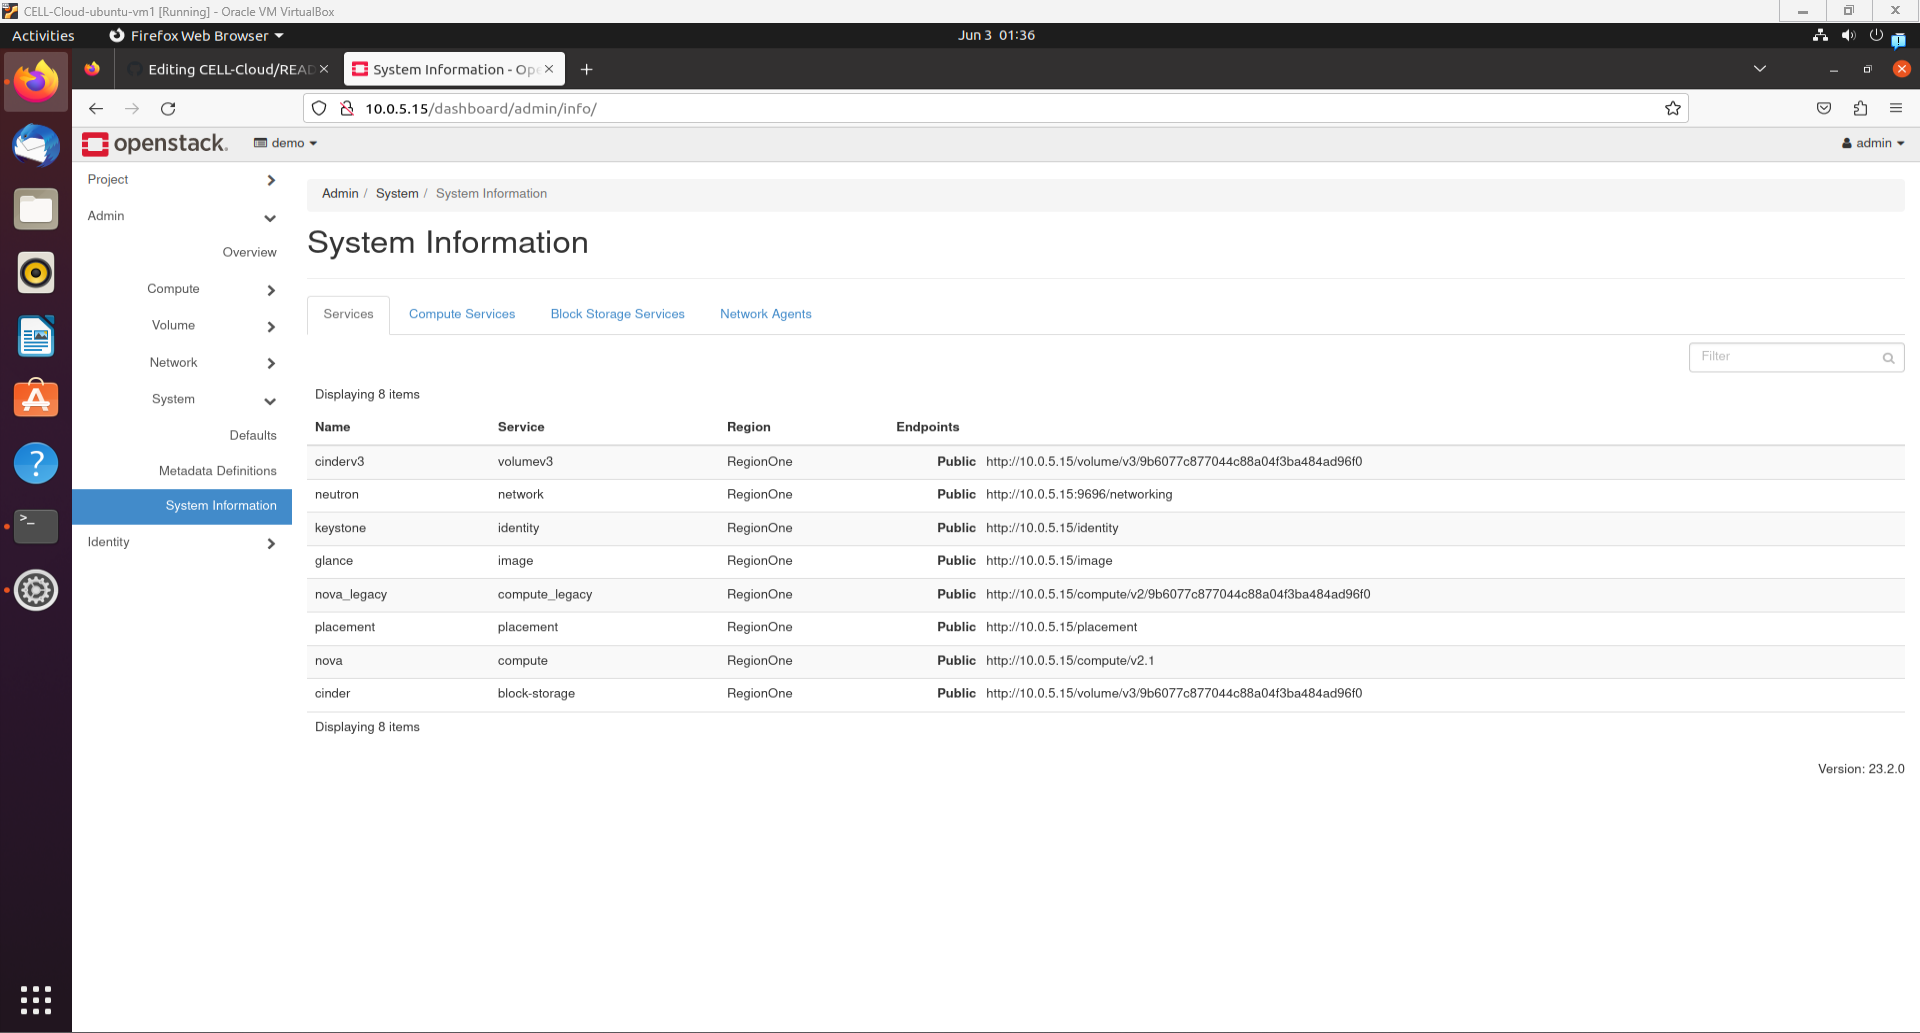 CELL-Cloud-ubuntu-vm1 [Running] - Oracle VM VirtualBox
Activities Firefox Web Browser Jun 3 01:36
Editing CELL-Cloud/READ System Information - Ope
10.0.5.15/dashboard/admin/info/
openstack. demo admin
Project
Admin
Overview
Compute
Volume
Network
System
Defaults
Metadata Definitions
System Information
Identity
Admin / System / System Information
System Information
Services Compute Services Block Storage Services Network Agents
Filter
Displaying 8 items
Name Service Region Endpoints
cinderv3 volumev3 RegionOne Public http://10.0.5.15/volume/v3/9b6077c877044c88a04f3ba484ad96f0
neutron network RegionOne Public http://10.0.5.15:9696/networking
keystone identity RegionOne Public http://10.0.5.15/identity
glance image RegionOne Public http://10.0.5.15/image
nova_legacy compute_legacy RegionOne Public http://10.0.5.15/compute/v2/9b6077c877044c88a04f3ba484ad96f0
placement placement RegionOne Public http://10.0.5.15/placement
nova compute RegionOne Public http://10.0.5.15/compute/v2.1
cinder block-storage RegionOne Public http://10.0.5.15/volume/v3/9b6077c877044c88a04f3ba484ad96f0
Displaying 8 items
Version: 23.2.0